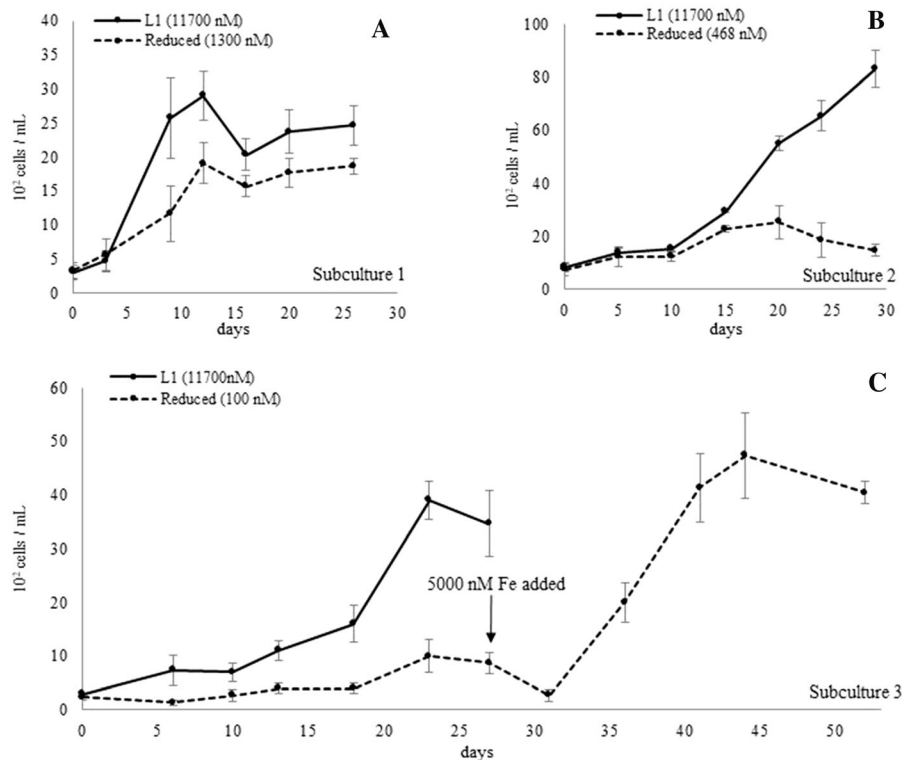 L1 (11700 nM)
Reduced (1300 nM)
A
40
35
30
25
20
15
10
5
0
10² cells / mL
0 5 10 15 20 25 30
days
Subculture 1
L1 (11700 nM)
Reduced (468 nM)
B
100
80
60
40
20
0
10² cells / mL
0 5 10 15 20 25 30
days
Subculture 2
L1 (11700nM)
Reduced (100 nM)
C
60
50
40
30
20
10
0
10² cells / mL
5000 nM Fe added
Subculture 3
0 5 10 15 20 25 30 35 40 45 50
days